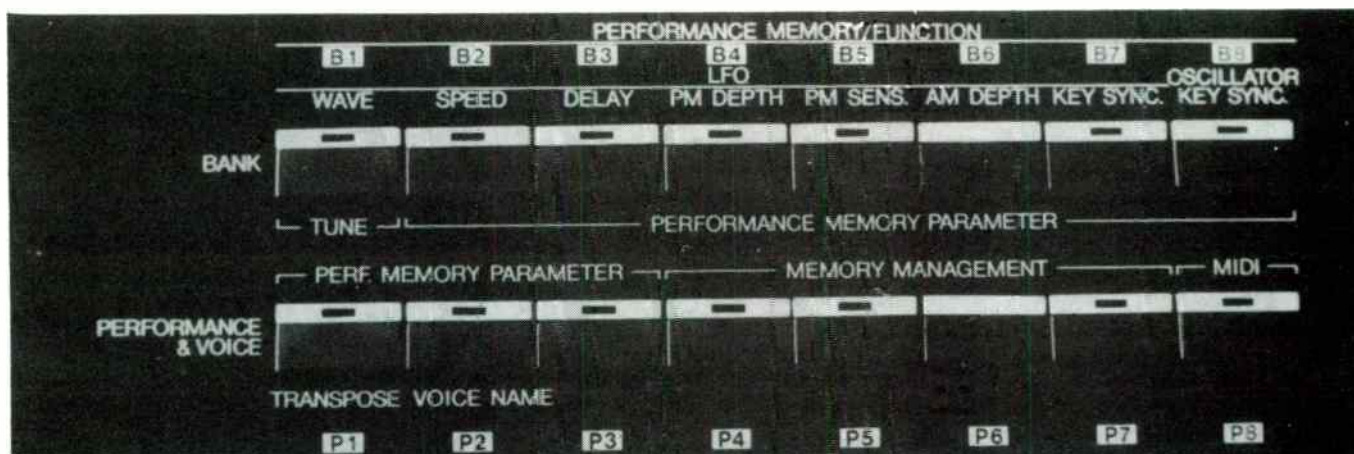 PERFORMANCE MEMORY/FUNCTION
B1 B2 B3 B4 B5 B6 B7 B8
LFO OSCILLATOR
WAVE SPEED DELAY PM DEPTH PM SENS. AM DEPTH KEY SYNC. KEY SYNC.
BANK
TUNE PERFORMANCE MEMORY PARAMETER
PERF. MEMORY PARAMETER MEMORY MANAGEMENT MIDI
PERFORMANCE
& VOICE
TRANSPOSE VOICE NAME
P1 P2 P3 P4 P5 P6 P7 P8